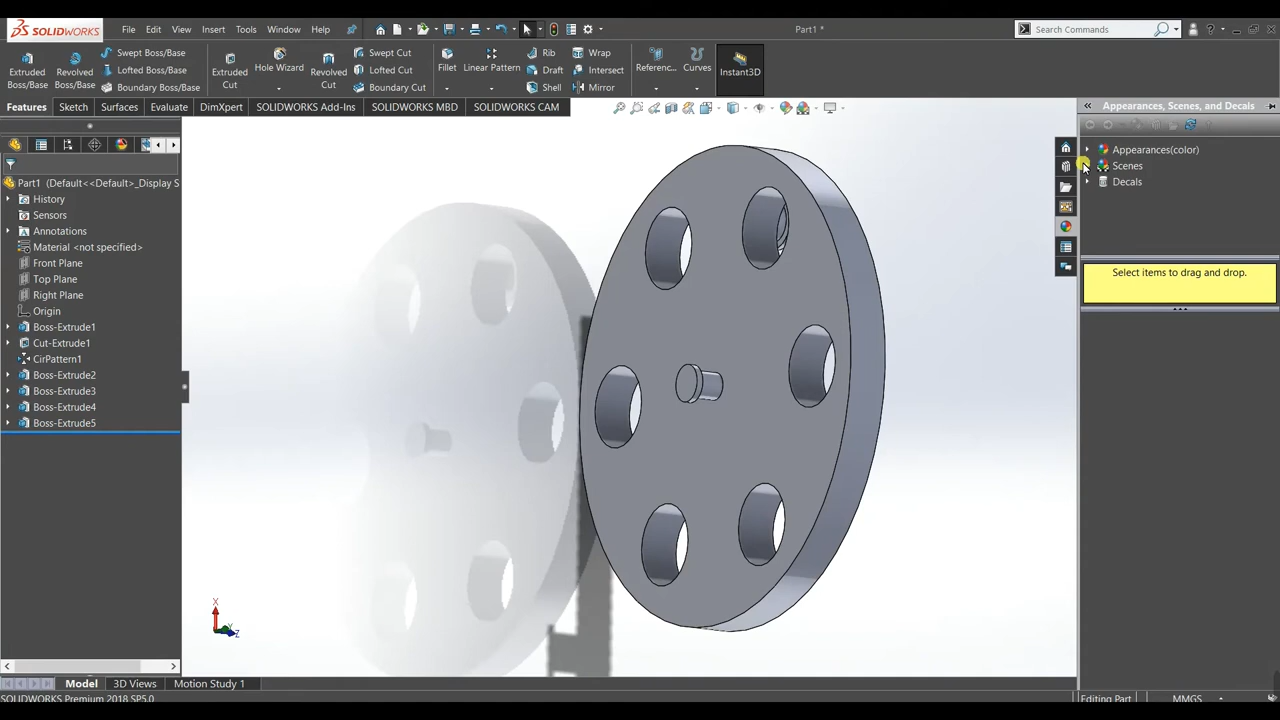 SOLIDWORKS
File Edit View Insert Tools Window Help
Part1 *
Search Commands
Extruded Boss/Base
Revolved Boss/Base
Swept Boss/Base
Lofted Boss/Base
Boundary Boss/Base
Extruded Cut
Hole Wizard
Revolved Cut
Swept Cut
Lofted Cut
Boundary Cut
Fillet
Linear Pattern
Rib
Draft
Shell
Wrap
Intersect
Mirror
Referenc...
Curves
Instant3D
Features Sketch Surfaces Evaluate DimXpert SOLIDWORKS Add-Ins SOLIDWORKS MBD SOLIDWORKS CAM
Appearances, Scenes, and Decals
Appearances(color)
Scenes
Decals
Select items to drag and drop.
Part1 (Default<<Default>_Display S
History
Sensors
Annotations
Material <not specified>
Front Plane
Top Plane
Right Plane
Origin
Boss-Extrude1
Cut-Extrude1
CirPattern1
Boss-Extrude2
Boss-Extrude3
Boss-Extrude4
Boss-Extrude5
X
Y
Z
Model 3D Views Motion Study 1
SOLIDWORKS Premium 2018 SP5.0
Editing Part MMGS